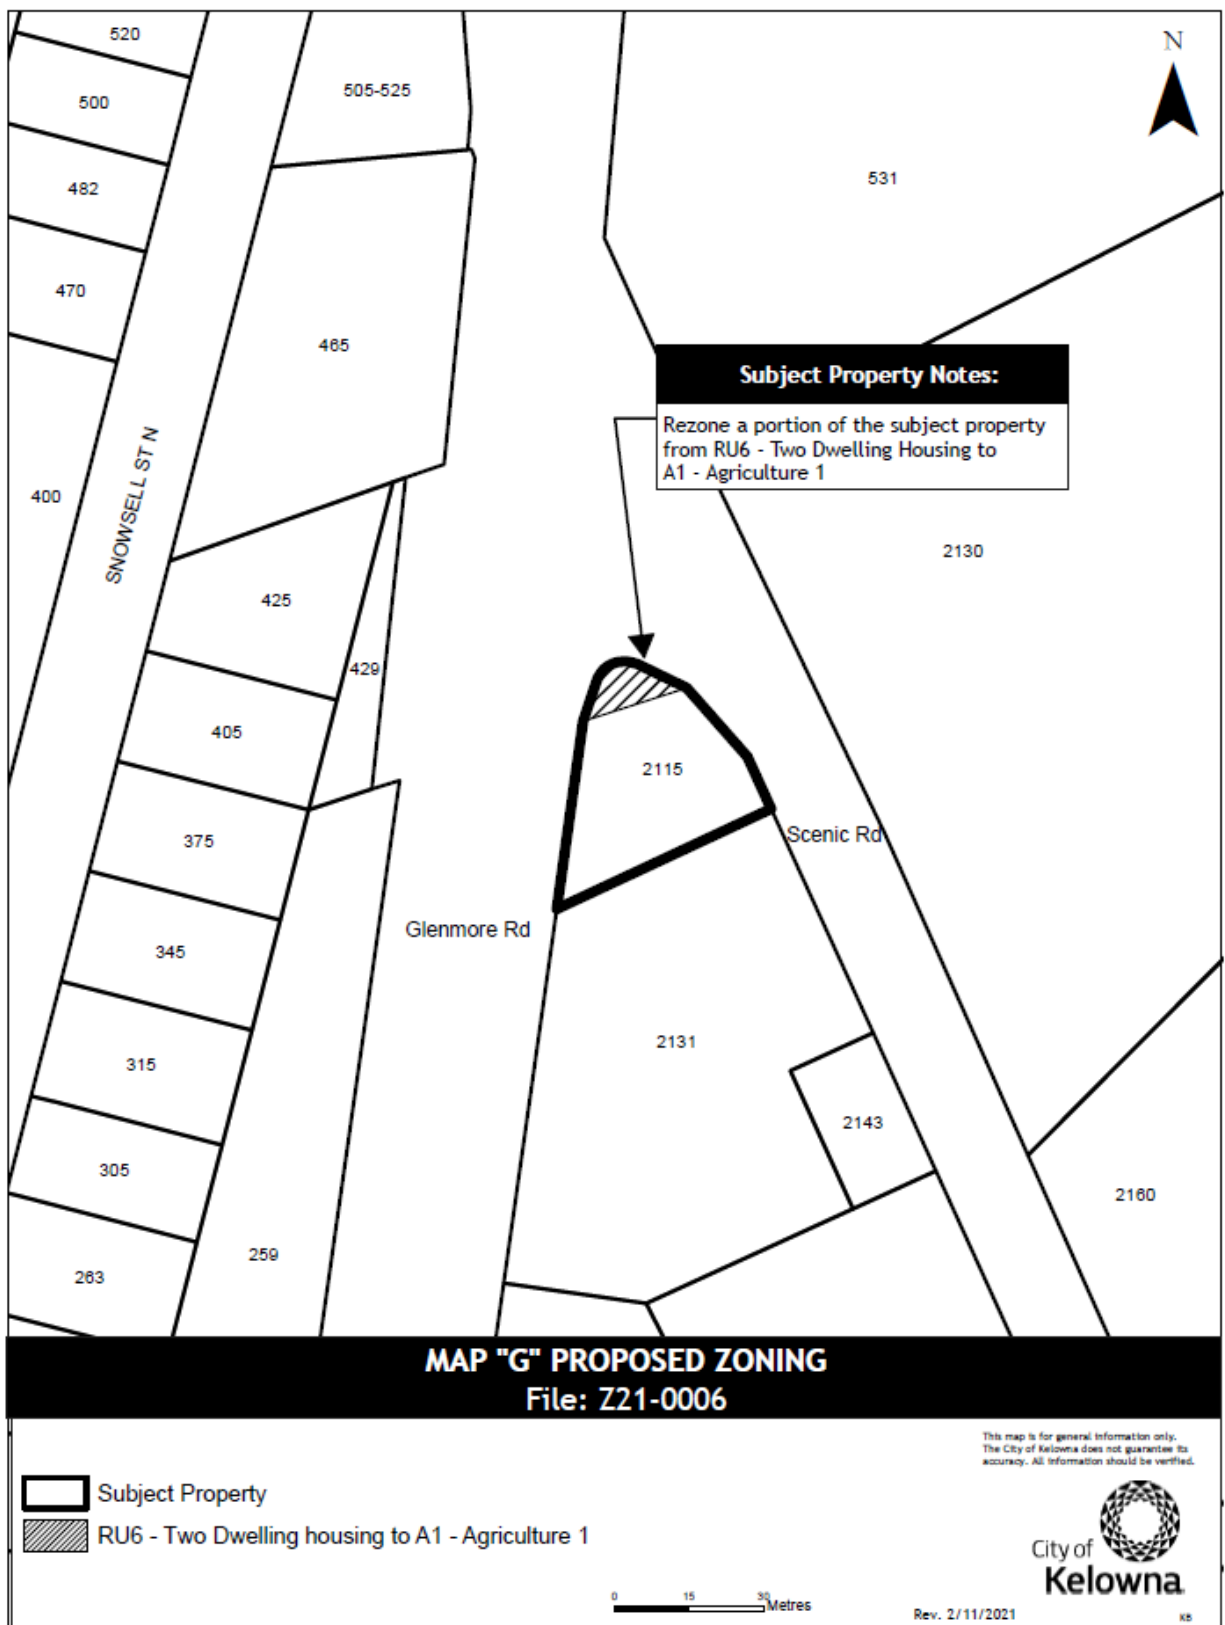 520
N
505-525
500
531
482
470
465
Subject Property Notes:
Rezone a portion of the subject property
from RU6 - Two Dwelling Housing to
A1 - Agriculture 1
SNOWSELL ST N
400
2130
425
429
405
2115
375
Scenic Rd
Glenmore Rd
345
2131
315
2143
305
2160
259
263
MAP "G" PROPOSED ZONING
File: Z21-0006
This map is for general information only.
The City of Kelowna does not guarantee its
accuracy. All information should be verified.
Subject Property
RU6 - Two Dwelling housing to A1 - Agriculture 1
City of
Kelowna
0 15 30 Metres
Rev. 2/11/2021
KB